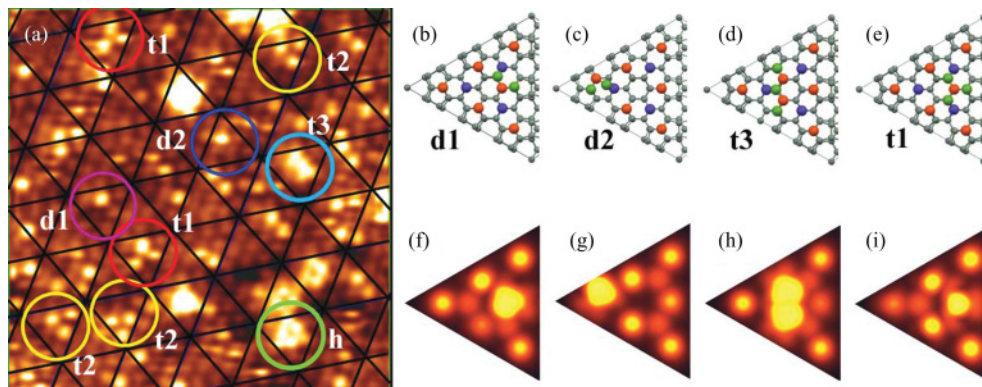 (a)
t1
t2
d2
t3
d1
t1
t2
t2
h
(b)
(c)
(d)
(e)
d1
d2
t3
t1
(f)
(g)
(h)
(i)